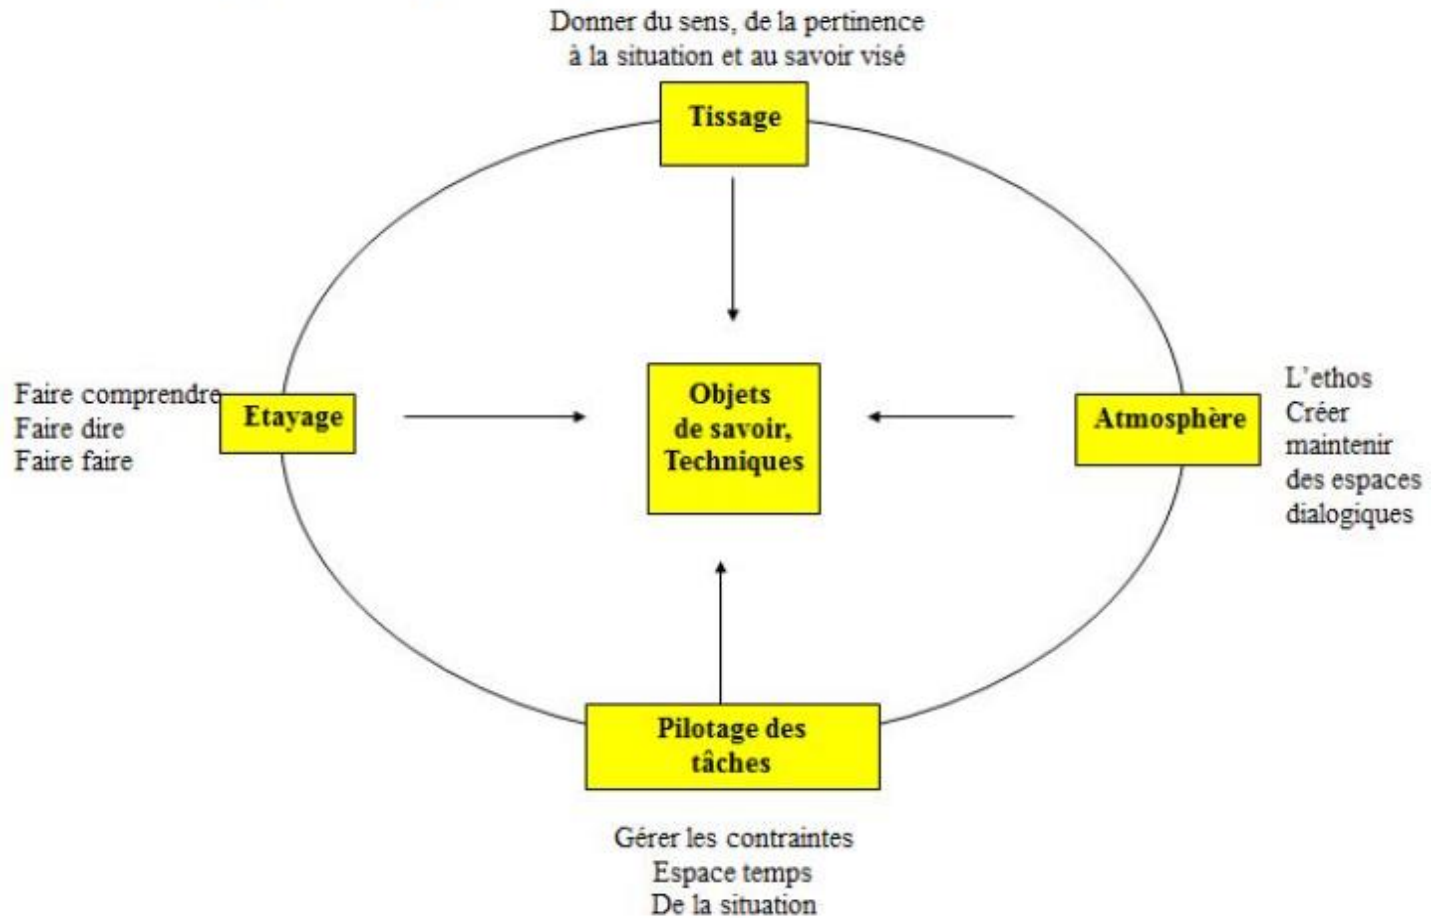 Donner du sens, de la pertinence
à la situation et au savoir visé
Tissage
Faire comprendre
Faire dire
Faire faire
Etayage
Objets
de savoir,
Techniques
Atmosphère
L'ethos
Créer
maintenir
des espaces
dialogiques
Pilotage des
tâches
Gérer les contraintes
Espace temps
De la situation